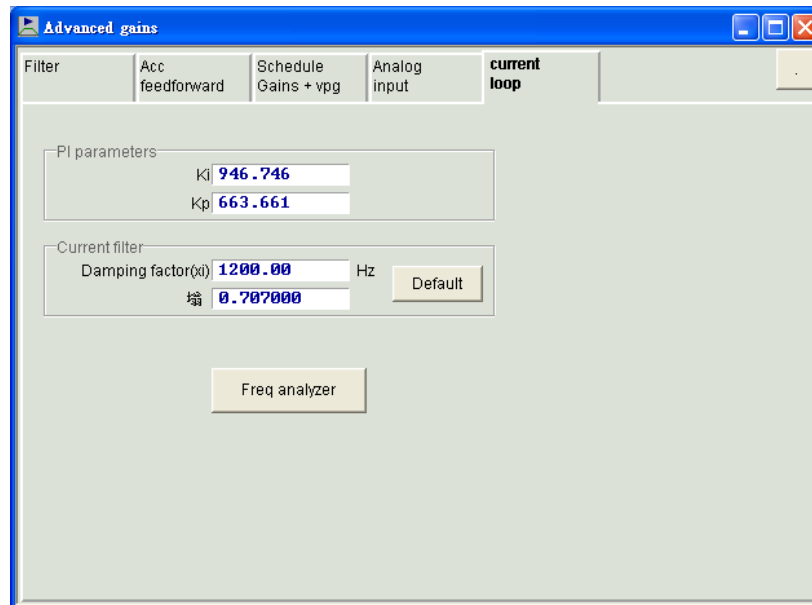 Advanced gains
Filter
Acc
feedforward
Schedule
Gains + vpg
Analog
input
current
loop
.
PI parameters
Ki 946.746
Kp 663.661
Current filter
Damping factor(xi) 1200.00 Hz
0.707000
Default
Freq analyzer